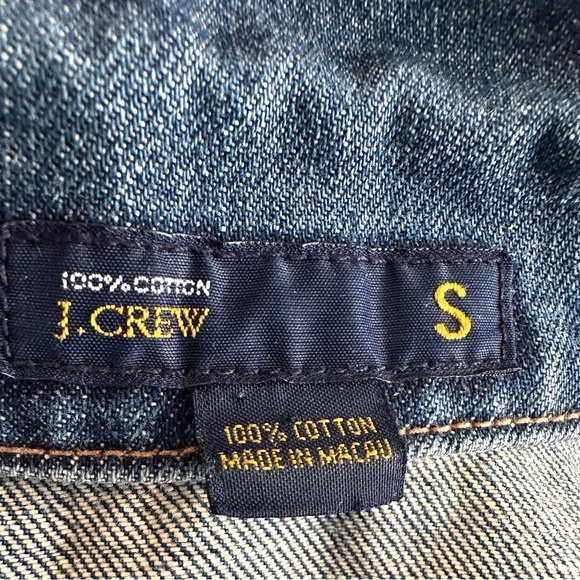 100% COTTON
J.CREW
S
100% COTTON
MADE IN MACAU